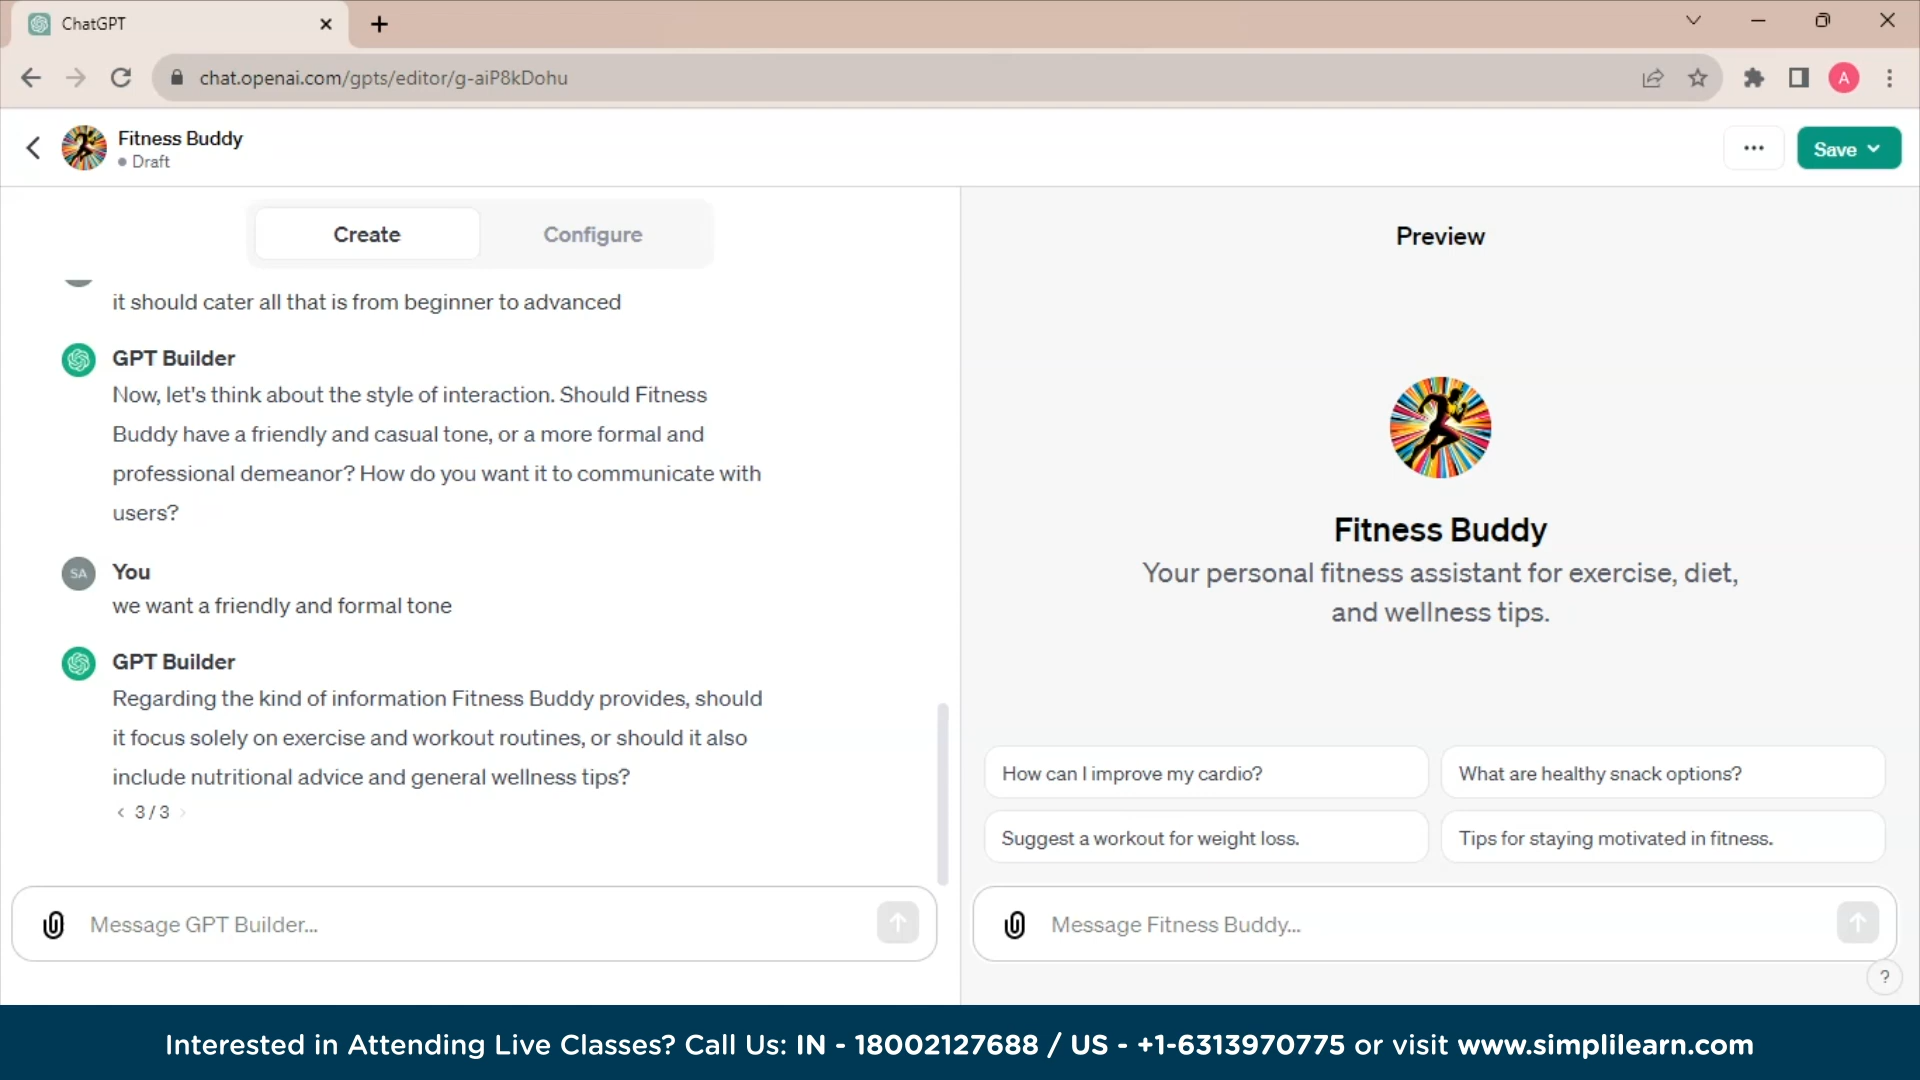 ChatGPT
chat.openai.com/gpts/editor/g-aiP8kDohu
A
Fitness Buddy
Draft
Save
Create
Configure
it should cater all that is from beginner to advanced
GPT Builder
Now, let's think about the style of interaction. Should Fitness
Buddy have a friendly and casual tone, or a more formal and
professional demeanor? How do you want it to communicate with
users?
SA
You
we want a friendly and formal tone
GPT Builder
Regarding the kind of information Fitness Buddy provides, should
it focus solely on exercise and workout routines, or should it also
include nutritional advice and general wellness tips?
< 3 / 3 >
Message GPT Builder...
Preview
Fitness Buddy
Your personal fitness assistant for exercise, diet,
and wellness tips.
How can I improve my cardio?
What are healthy snack options?
Suggest a workout for weight loss.
Tips for staying motivated in fitness.
Message Fitness Buddy...
?
Interested in Attending Live Classes? Call Us: IN - 18002127688 / US - +1-6313970775 or visit www.simplilearn.com